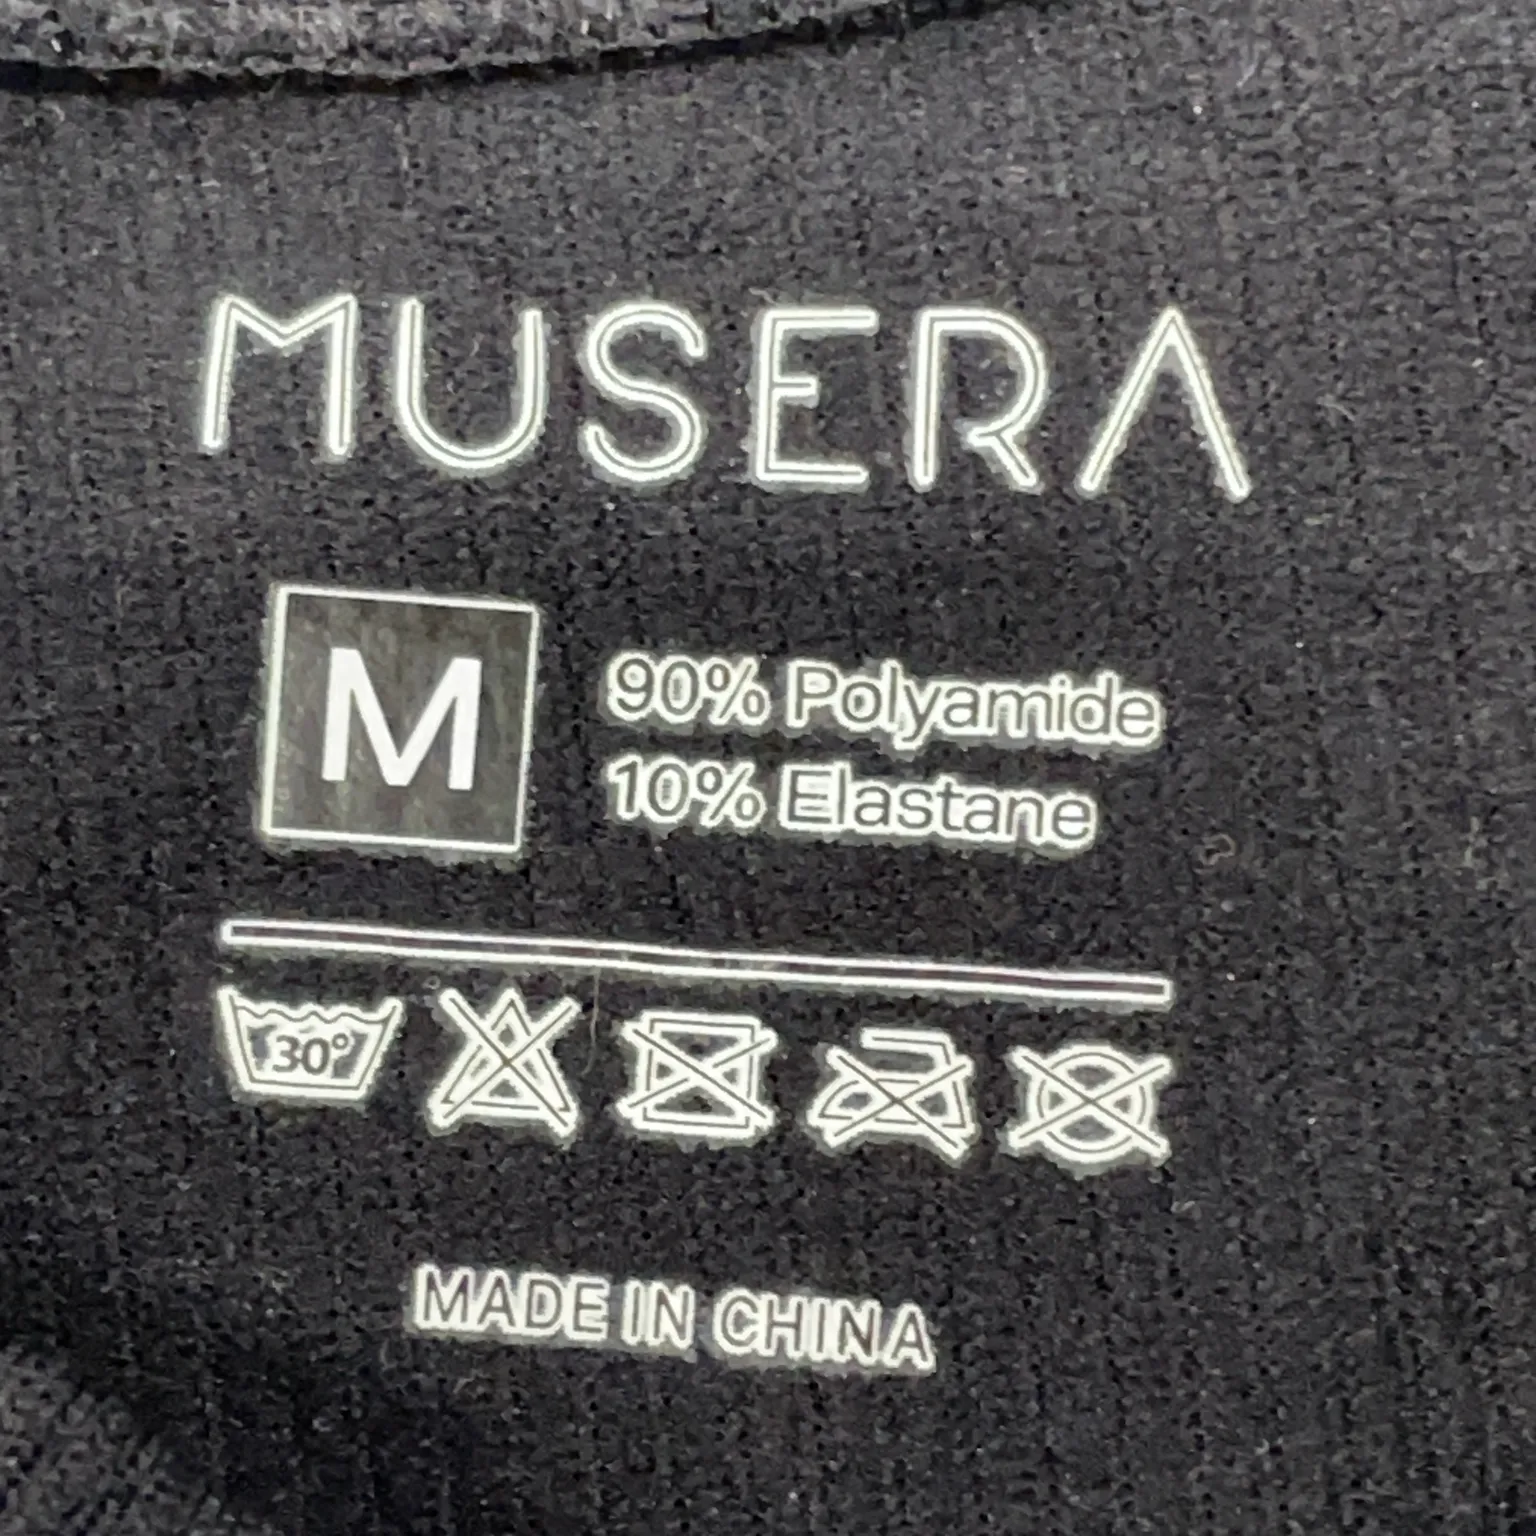 MUSERA
M
90% Polyamide
10% Elastane
30°
MADE IN CHINA